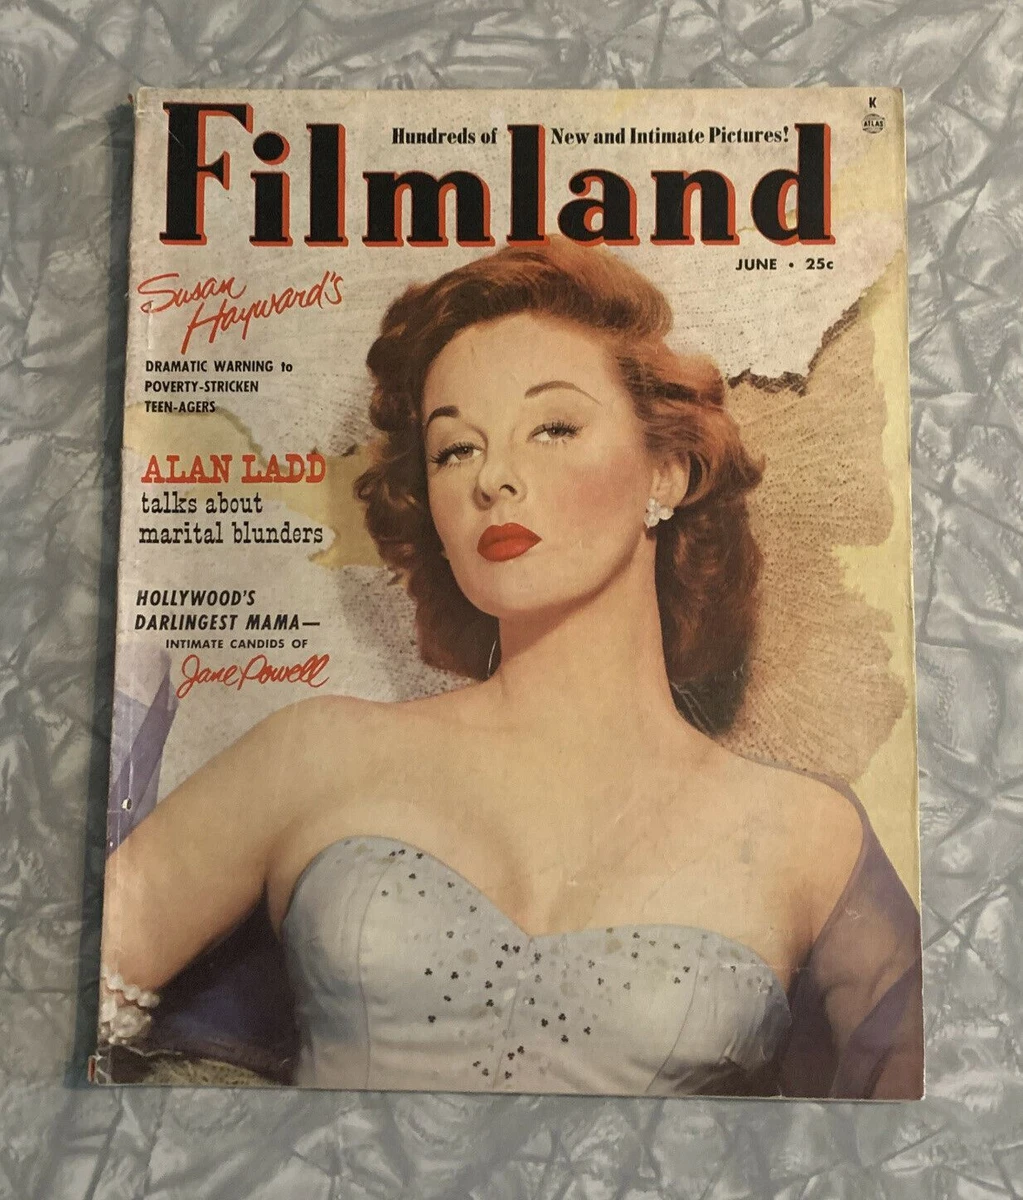 K
ATLAS
Hundreds of New and Intimate Pictures!
Filmland
JUNE • 25c
Susan
Hayward's
DRAMATIC WARNING to
POVERTY-STRICKEN
TEEN-AGERS
ALAN LADD
talks about
marital blunders
HOLLYWOOD'S
DARLINGEST MAMA—
INTIMATE CANDIDS OF
Jane Powell